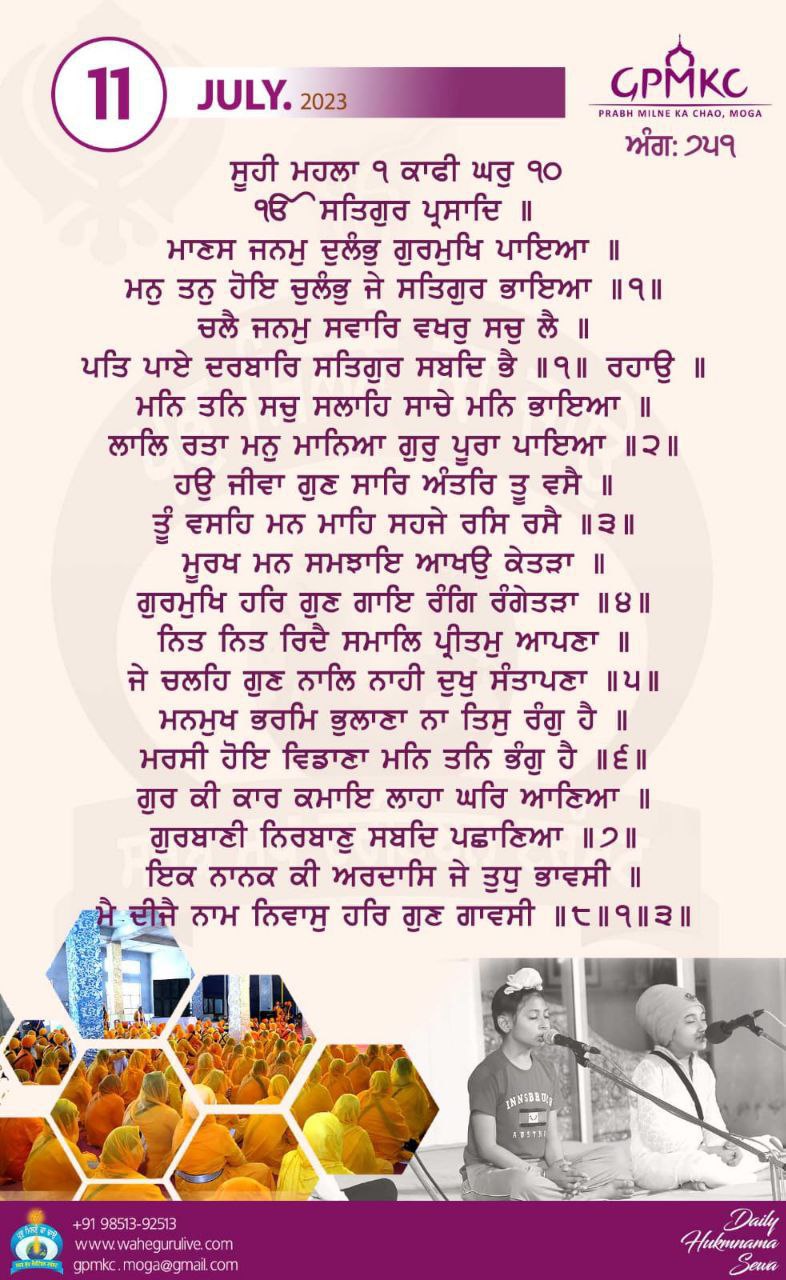 11
JULY. 2023
GPMKC
PRABH MILNE KA CHAO, MOGA
ਅੰਗ: ੭੫੧
ਸੂਹੀ ਮਹਲਾ ੧ ਕਾਫੀ ਘਰੁ ੧੦
ੴ ਸਤਿਗੁਰ ਪ੍ਰਸਾਦਿ ॥
ਮਾਣਸ ਜਨਮੁ ਦੁਲੰਭੁ ਗੁਰਮੁਖਿ ਪਾਇਆ ॥
ਮਨੁ ਤਨੁ ਹੋਇ ਚੁਲੰਭੁ ਜੇ ਸਤਿਗੁਰ ਭਾਇਆ ॥੧॥
ਚਲੈ ਜਨਮੁ ਸਵਾਰਿ ਵਖਰੁ ਸਚੁ ਲੈ ॥
ਪਤਿ ਪਾਏ ਦਰਬਾਰਿ ਸਤਿਗੁਰ ਸਬਦਿ ਭੈ ॥੧॥ ਰਹਾਉ ॥
ਮਨਿ ਤਨਿ ਸਚੁ ਸਲਾਹਿ ਸਾਚੇ ਮਨਿ ਭਾਇਆ ॥
ਲਾਲਿ ਰਤਾ ਮਨੁ ਮਾਨਿਆ ਗੁਰੁ ਪੂਰਾ ਪਾਇਆ ॥੨॥
ਹਉ ਜੀਵਾ ਗੁਣ ਸਾਰਿ ਅੰਤਰਿ ਤੂ ਵਸੈ ॥
ਤੂੰ ਵਸਹਿ ਮਨ ਮਾਹਿ ਸਹਜੇ ਰਸਿ ਰਸੈ ॥੩॥
ਮੂਰਖ ਮਨ ਸਮਝਾਇ ਆਖਉ ਕੇਤੜਾ ॥
ਗੁਰਮੁਖਿ ਹਰਿ ਗੁਣ ਗਾਇ ਰੰਗਿ ਰੰਗੇਤੜਾ ॥੪॥
ਨਿਤ ਨਿਤ ਰਿਦੈ ਸਮਾਲਿ ਪ੍ਰੀਤਮੁ ਆਪਣਾ ॥
ਜੇ ਚਲਹਿ ਗੁਣ ਨਾਲਿ ਨਾਹੀ ਦੁਖੁ ਸੰਤਾਪਣਾ ॥੫॥
ਮਨਮੁਖ ਭਰਮਿ ਭੁਲਾਣਾ ਨਾ ਤਿਸੁ ਰੰਗੁ ਹੈ ॥
ਮਰਸੀ ਹੋਇ ਵਿਡਾਣਾ ਮਨਿ ਤਨਿ ਭੰਗੁ ਹੈ ॥੬॥
ਗੁਰ ਕੀ ਕਾਰ ਕਮਾਇ ਲਾਹਾ ਘਰਿ ਆਣਿਆ ॥
ਗੁਰਬਾਣੀ ਨਿਰਬਾਣੁ ਸਬਦਿ ਪਛਾਣਿਆ ॥੭॥
ਇਕ ਨਾਨਕ ਕੀ ਅਰਦਾਸਿ ਜੇ ਤੁਧੁ ਭਾਵਸੀ ॥
ਮੈ ਦੀਜੈ ਨਾਮ ਨਿਵਾਸੁ ਹਰਿ ਗੁਣ ਗਾਵਸੀ ॥੮॥੧॥੩॥
INNSBRUCK
AUSTRIA
+91 98513-92513
www.wahegurulive.com
gpmkc.moga@gmail.com
Daily
Hukmnama
Sewa